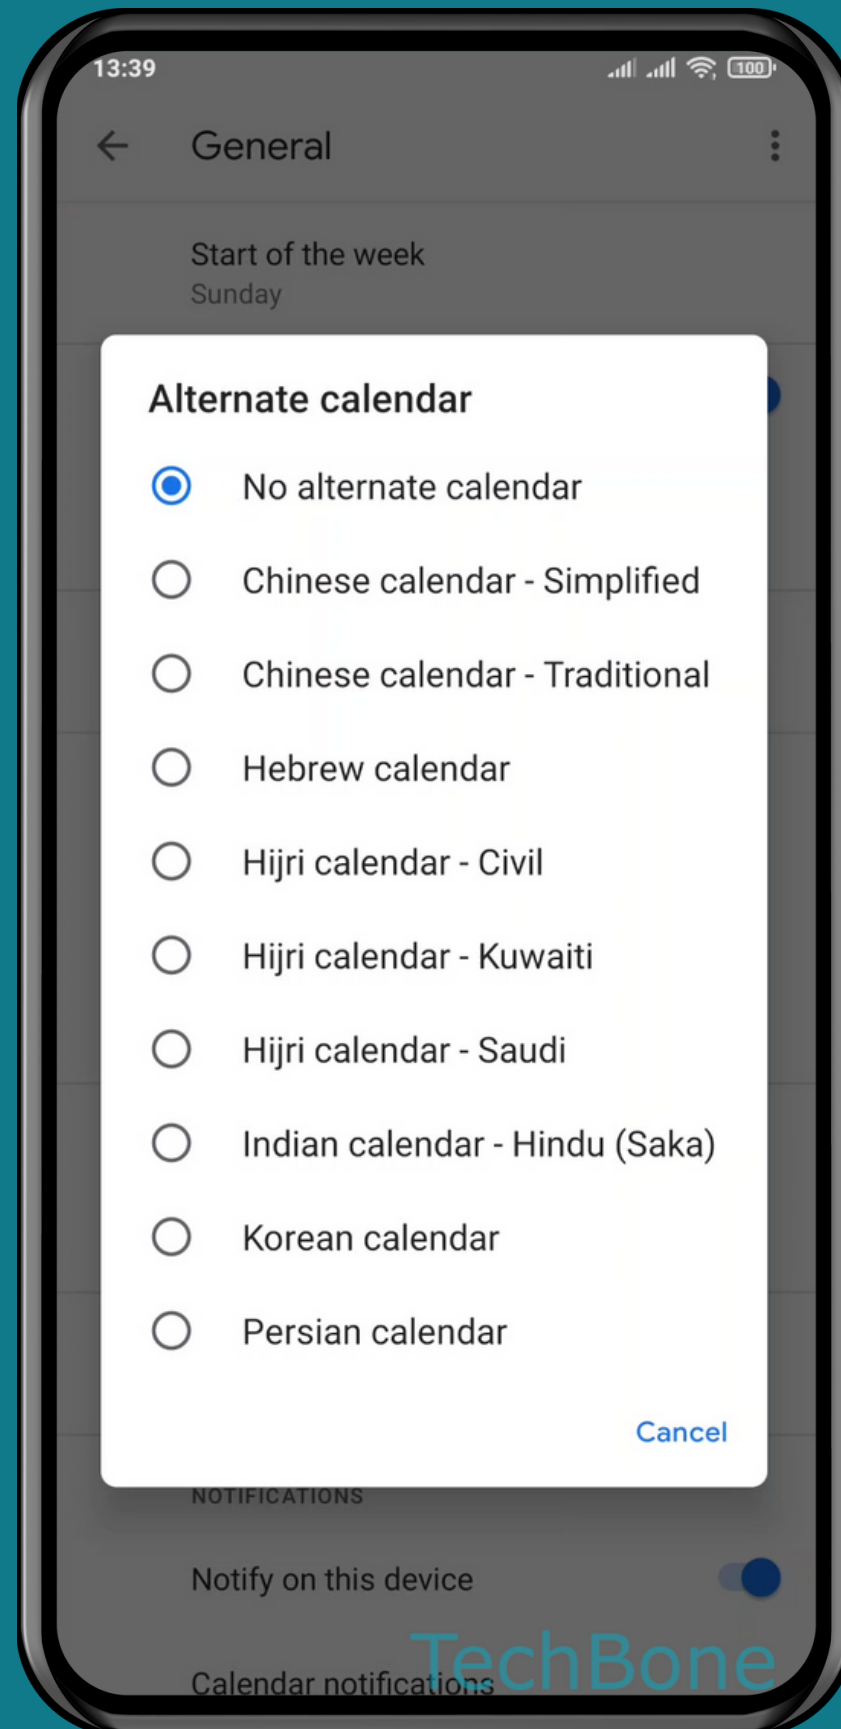 13:39
100
General
Start of the week
Sunday
Alternate calendar
No alternate calendar
Chinese calendar - Simplified
Chinese calendar - Traditional
Hebrew calendar
Hijri calendar - Civil
Hijri calendar - Kuwaiti
Hijri calendar - Saudi
Indian calendar - Hindu (Saka)
Korean calendar
Persian calendar
Cancel
NOTIFICATIONS
Notify on this device
Calendar notifications
TechBone